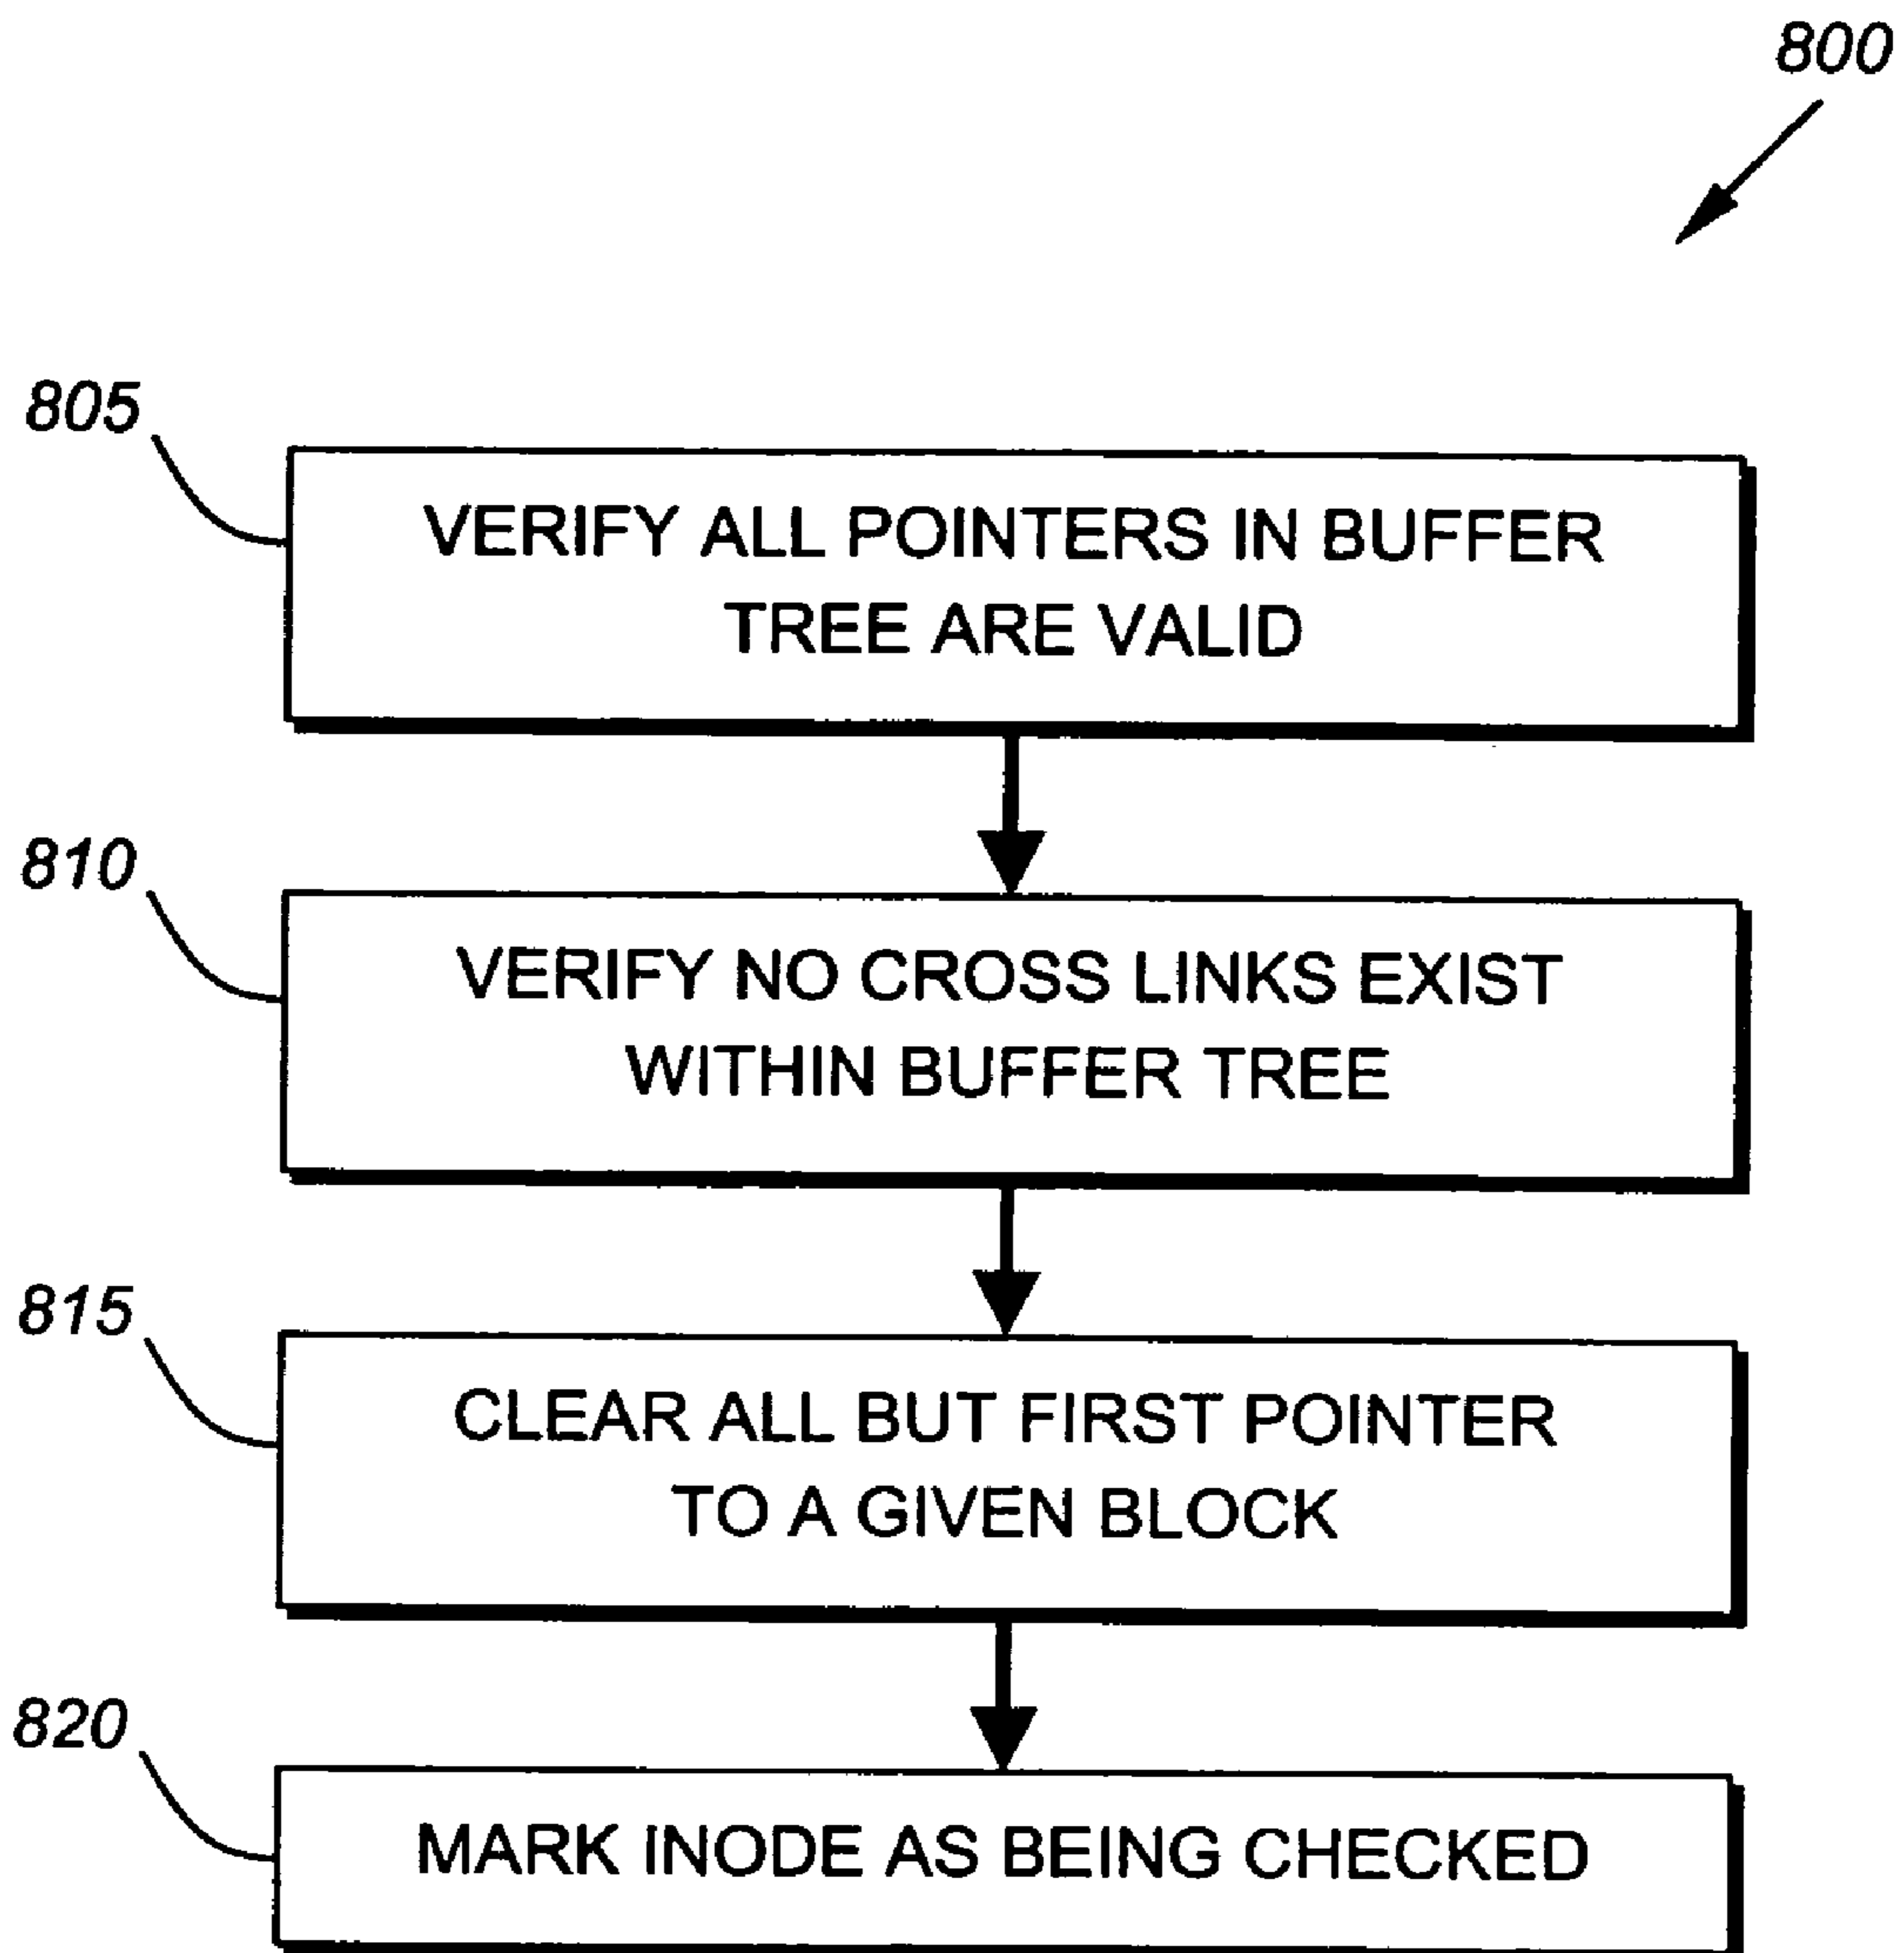 800
805
VERIFY ALL POINTERS IN BUFFER
TREE ARE VALID
810
VERIFY NO CROSS LINKS EXIST
WITHIN BUFFER TREE
815
CLEAR ALL BUT FIRST POINTER
TO A GIVEN BLOCK
820
MARK INODE AS BEING CHECKED